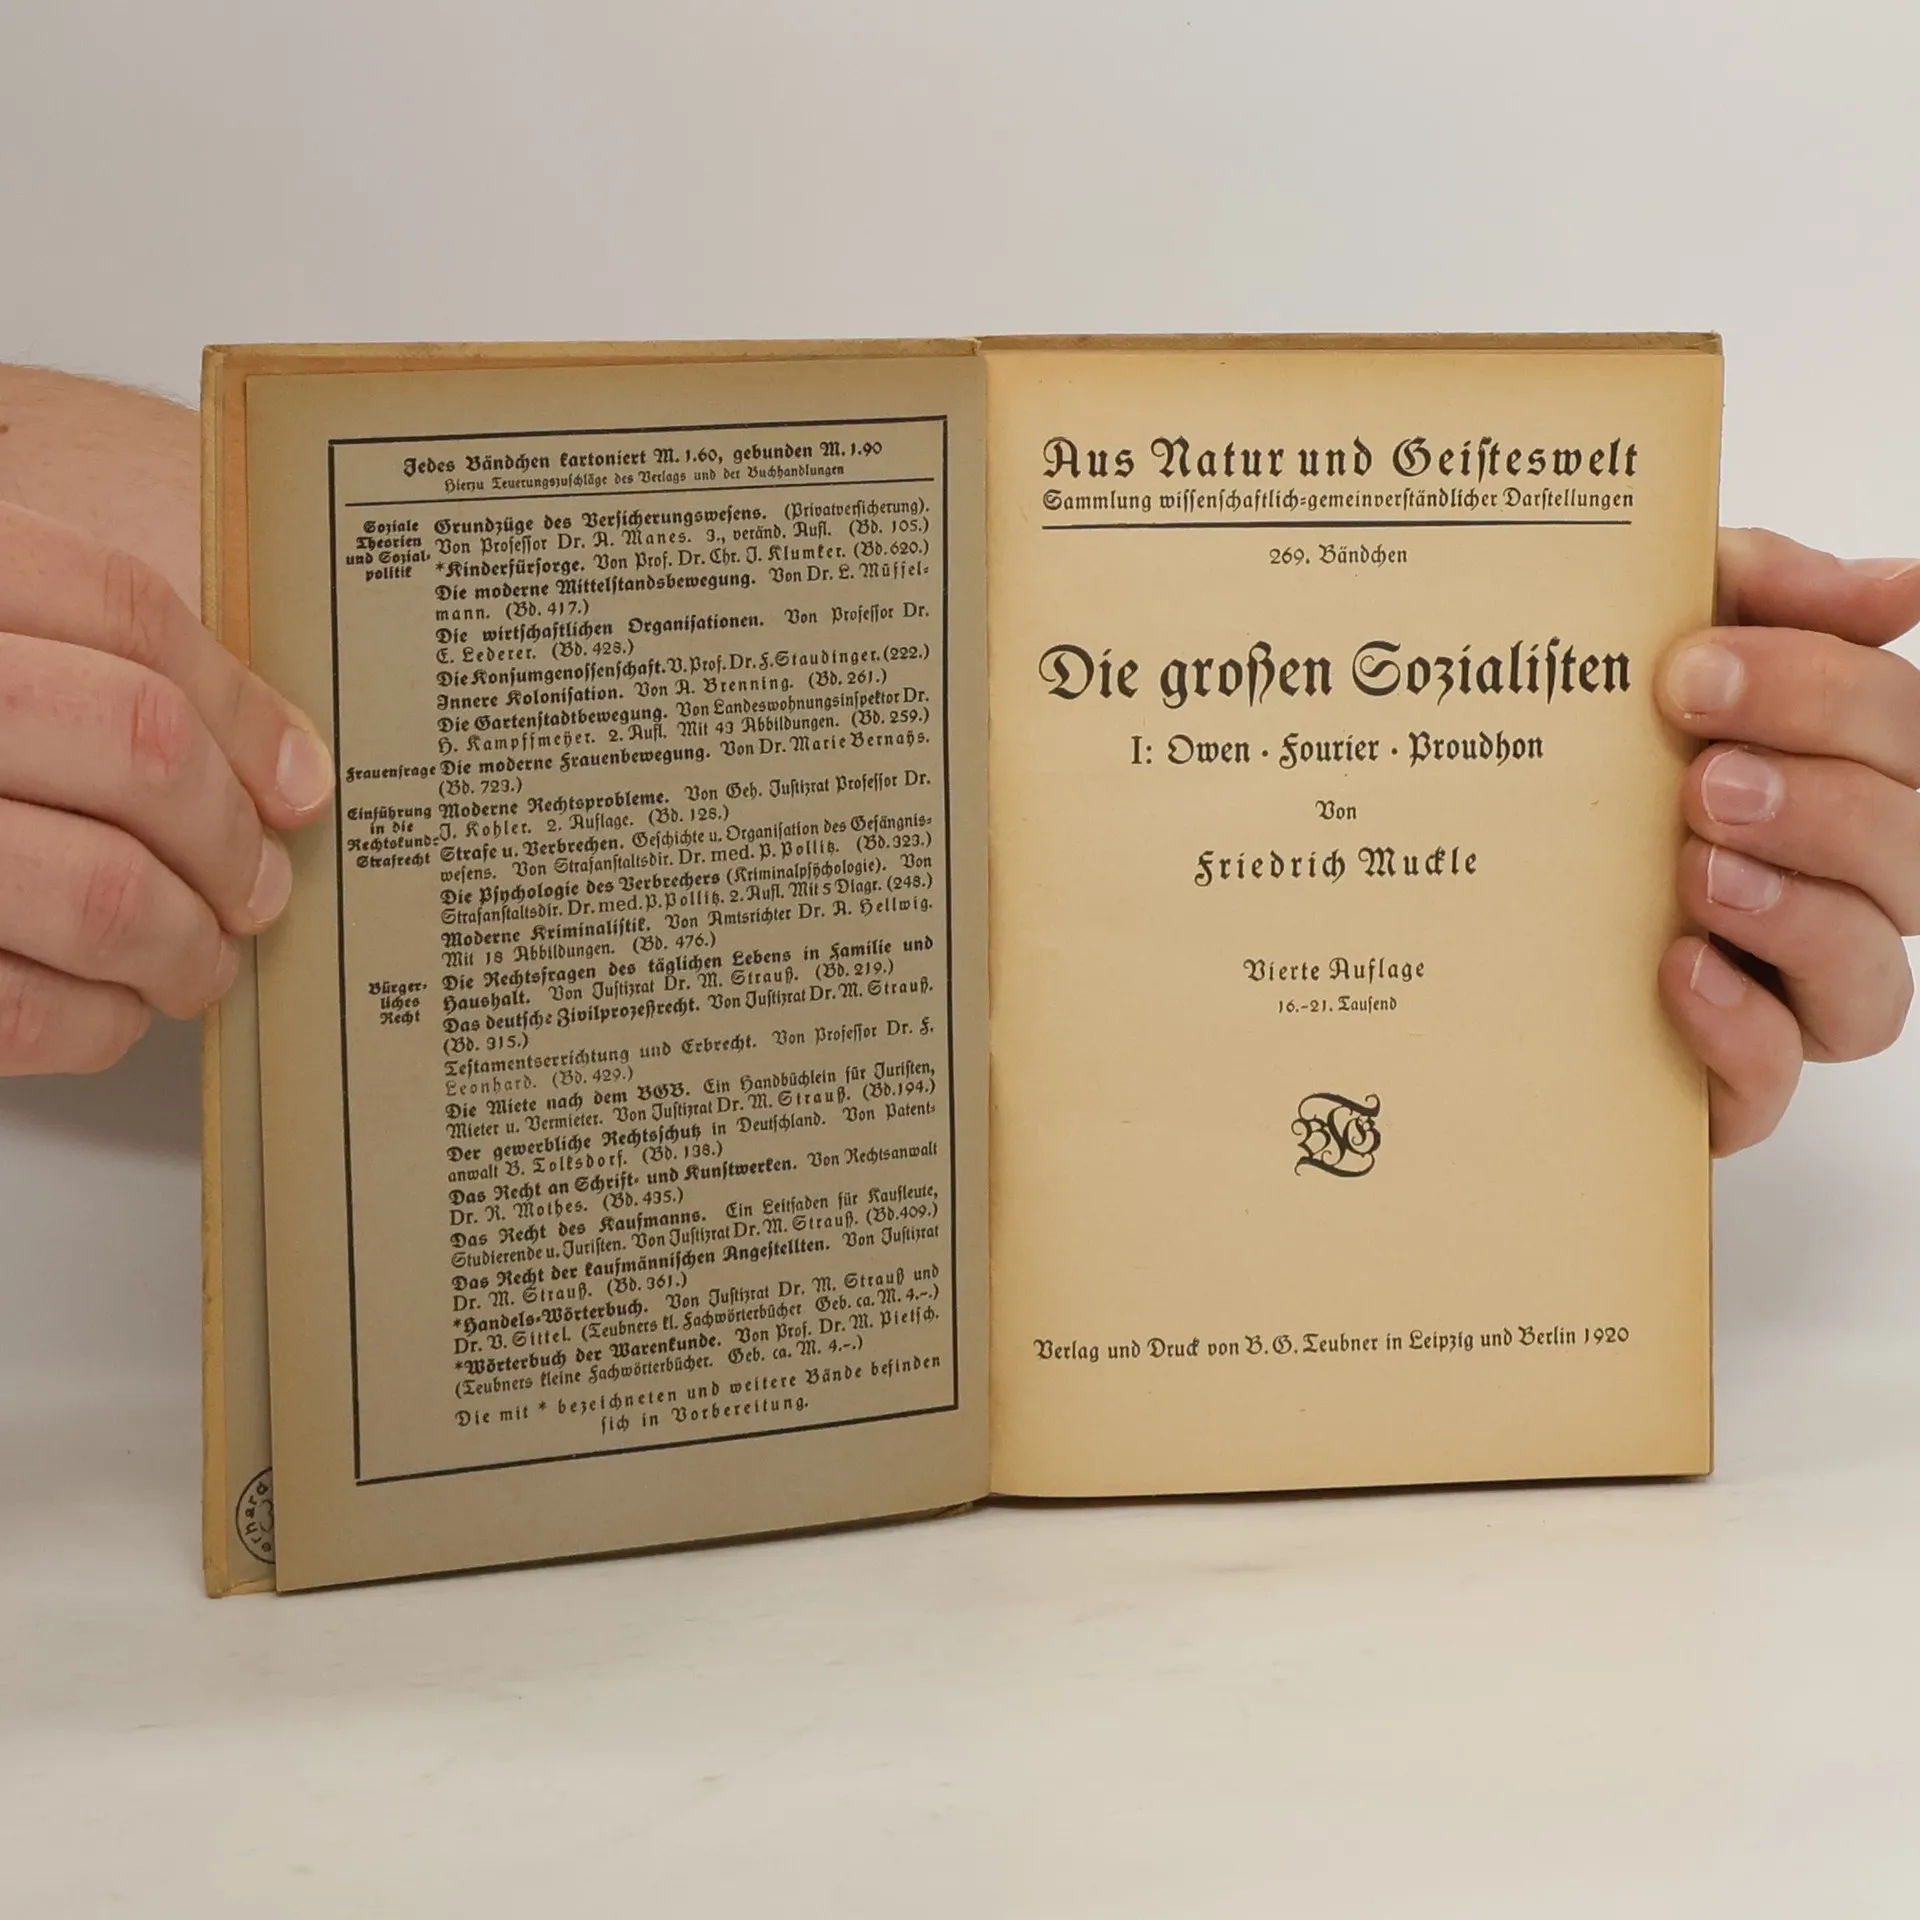 Jedes Bändchen kartoniert M. 1.60, gebunden M. 1.90
Hierzu Teuerungszuschläge des Verlags und der Buchhandlungen
Soziale Theorien und Sozial-politik
Grundzüge des Versicherungswesens. (Privatversicherung).
Von Professor Dr. A. Manes. 3., veränd. Aufl. (Bd. 105.)
*Kinderfürsorge. Von Prof. Dr. Chr. J. Klumker. (Bd. 620.)
Die moderne Mittelstandsbewegung. Von Dr. L. Müffel-
mann. (Bd. 417.)
Die wirtschaftlichen Organisationen. Von Professor Dr.
E. Lederer. (Bd. 428.)
Die Konsumgenossenschaft. V. Prof. Dr. F. Staudinger. (222.)
Innere Kolonisation. Von A. Brenning. (Bd. 261.)
Die Gartenstadtbewegung. Von Landeswohnungsinspektor Dr.
H. Kampffmeyer. 2. Aufl. Mit 43 Abbildungen. (Bd. 259.)
Frauenfrage Die moderne Frauenbewegung. Von Dr. Marie Bernays.
(Bd. 723.)
Einführung in die Rechtskunde
Moderne Rechtsprobleme. Von Geh. Justizrat Professor Dr.
J. Kohler. 2. Auflage. (Bd. 128.)
Strafrecht Strafe u. Verbrechen. Geschichte u. Organisation des Gefängnis-
wesens. Von Strafanstaltsdir. Dr. med. P. Pollitz. (Bd. 323.)
Die Psychologie des Verbrechers (Kriminalpsychologie). Von
Strafanstaltsdir. Dr. med. P. Pollitz. 2. Aufl. Mit 5 Diagr. (248.)
Moderne Kriminalistik. Von Amtsrichter Dr. A. Hellwig.
Mit 18 Abbildungen. (Bd. 476.)
Bürger-liches Recht
Die Rechtsfragen des täglichen Lebens in Familie und
Haushalt. Von Justizrat Dr. M. Strauß. (Bd. 219.)
Das deutsche Zivilprozeßrecht. Von Justizrat Dr. M. Strauß.
(Bd. 315.)
Testamentserrichtung und Erbrecht. Von Professor Dr. F.
Leonhard. (Bd. 429.)
Die Miete nach dem BGB. Ein Handbüchlein für Juristen,
Mieter u. Vermieter. Von Justizrat Dr. M. Strauß. (Bd. 194.)
Der gewerbliche Rechtsschutz in Deutschland. Von Patent-
anwalt B. Tolksdorf. (Bd. 138.)
Das Recht an Schrift- und Kunstwerken. Von Rechtsanwalt
Dr. R. Mothes. (Bd. 435.)
Das Recht des Kaufmanns. Ein Leitfaden für Kaufleute,
Studierende u. Juristen. Von Justizrat Dr. M. Strauß. (Bd. 409.)
Das Recht der kaufmännischen Angestellten. Von Justizrat
Dr. M. Strauß. (Bd. 361.)
*Handels-Wörterbuch. Von Justizrat Dr. M. Strauß und
Dr. V. Sittel. (Teubners kl. Fachwörterbücher Geb. ca. M. 4.-.)
*Wörterbuch der Warenkunde. Von Prof. Dr. M. Pietsch.
(Teubners kleine Fachwörterbücher. Geb. ca. M. 4.-.)
Die mit * bezeichneten und weitere Bände befinden
sich in Vorbereitung.
Aus Natur und Geisteswelt
Sammlung wissenschaftlich-gemeinverständlicher Darstellungen
269. Bändchen
Die großen Sozialisten
I: Owen · Fourier · Proudhon
Von
Friedrich Muckle
Vierte Auflage
16.-21. Tausend
Verlag und Druck von B. G. Teubner in Leipzig und Berlin 1920